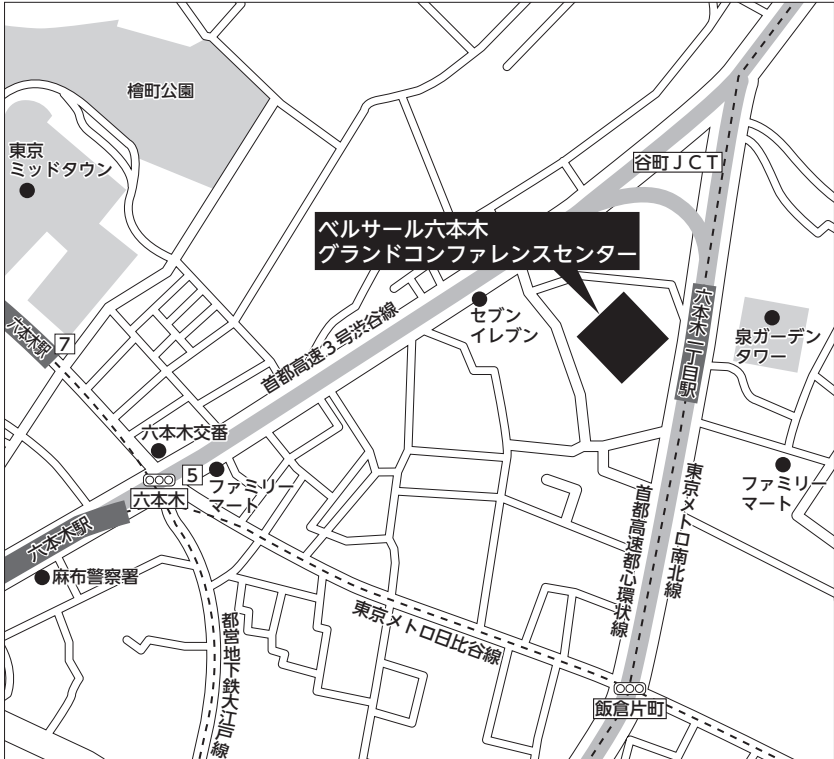 檜町公園
東京
ミッドタウン
谷町JCT
ベルサール六本木
グランドコンファレンスセンター
セブン
イレブン
六本木一丁目駅
泉ガーデン
タワー
六本木駅
7
首都高速3号渋谷線
六本木交番
5
ファミリー
マート
六本木
六本木駅
麻布警察署
ファミリー
マート
首都高速都心環状線
東京メトロ南北線
東京メトロ日比谷線
都営地下鉄大江戸線
飯倉片町